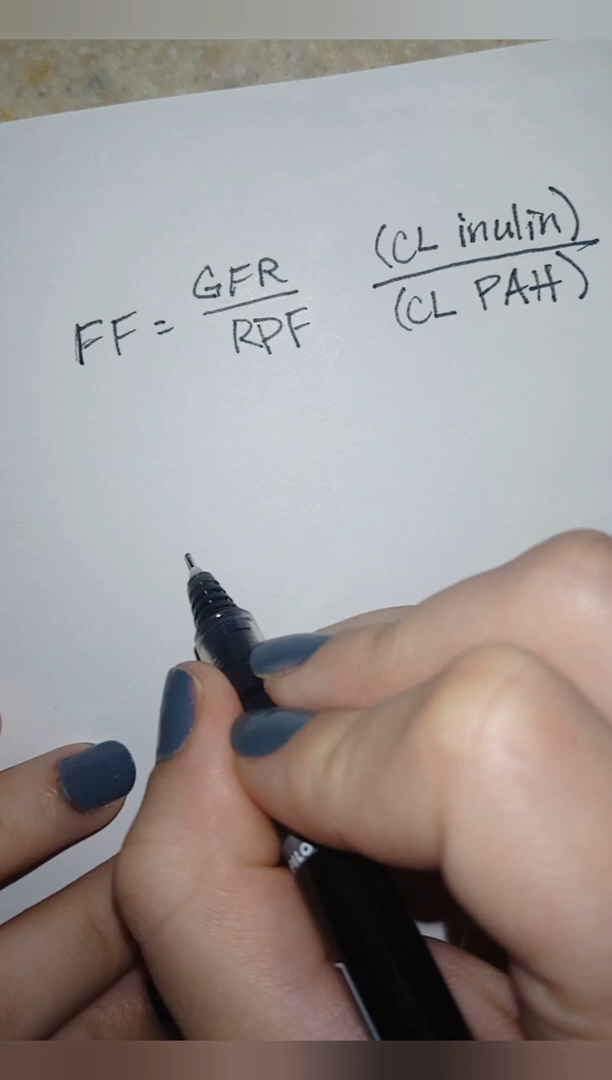 FF = GFR / RPF (CL inulin) / (CL PAH)